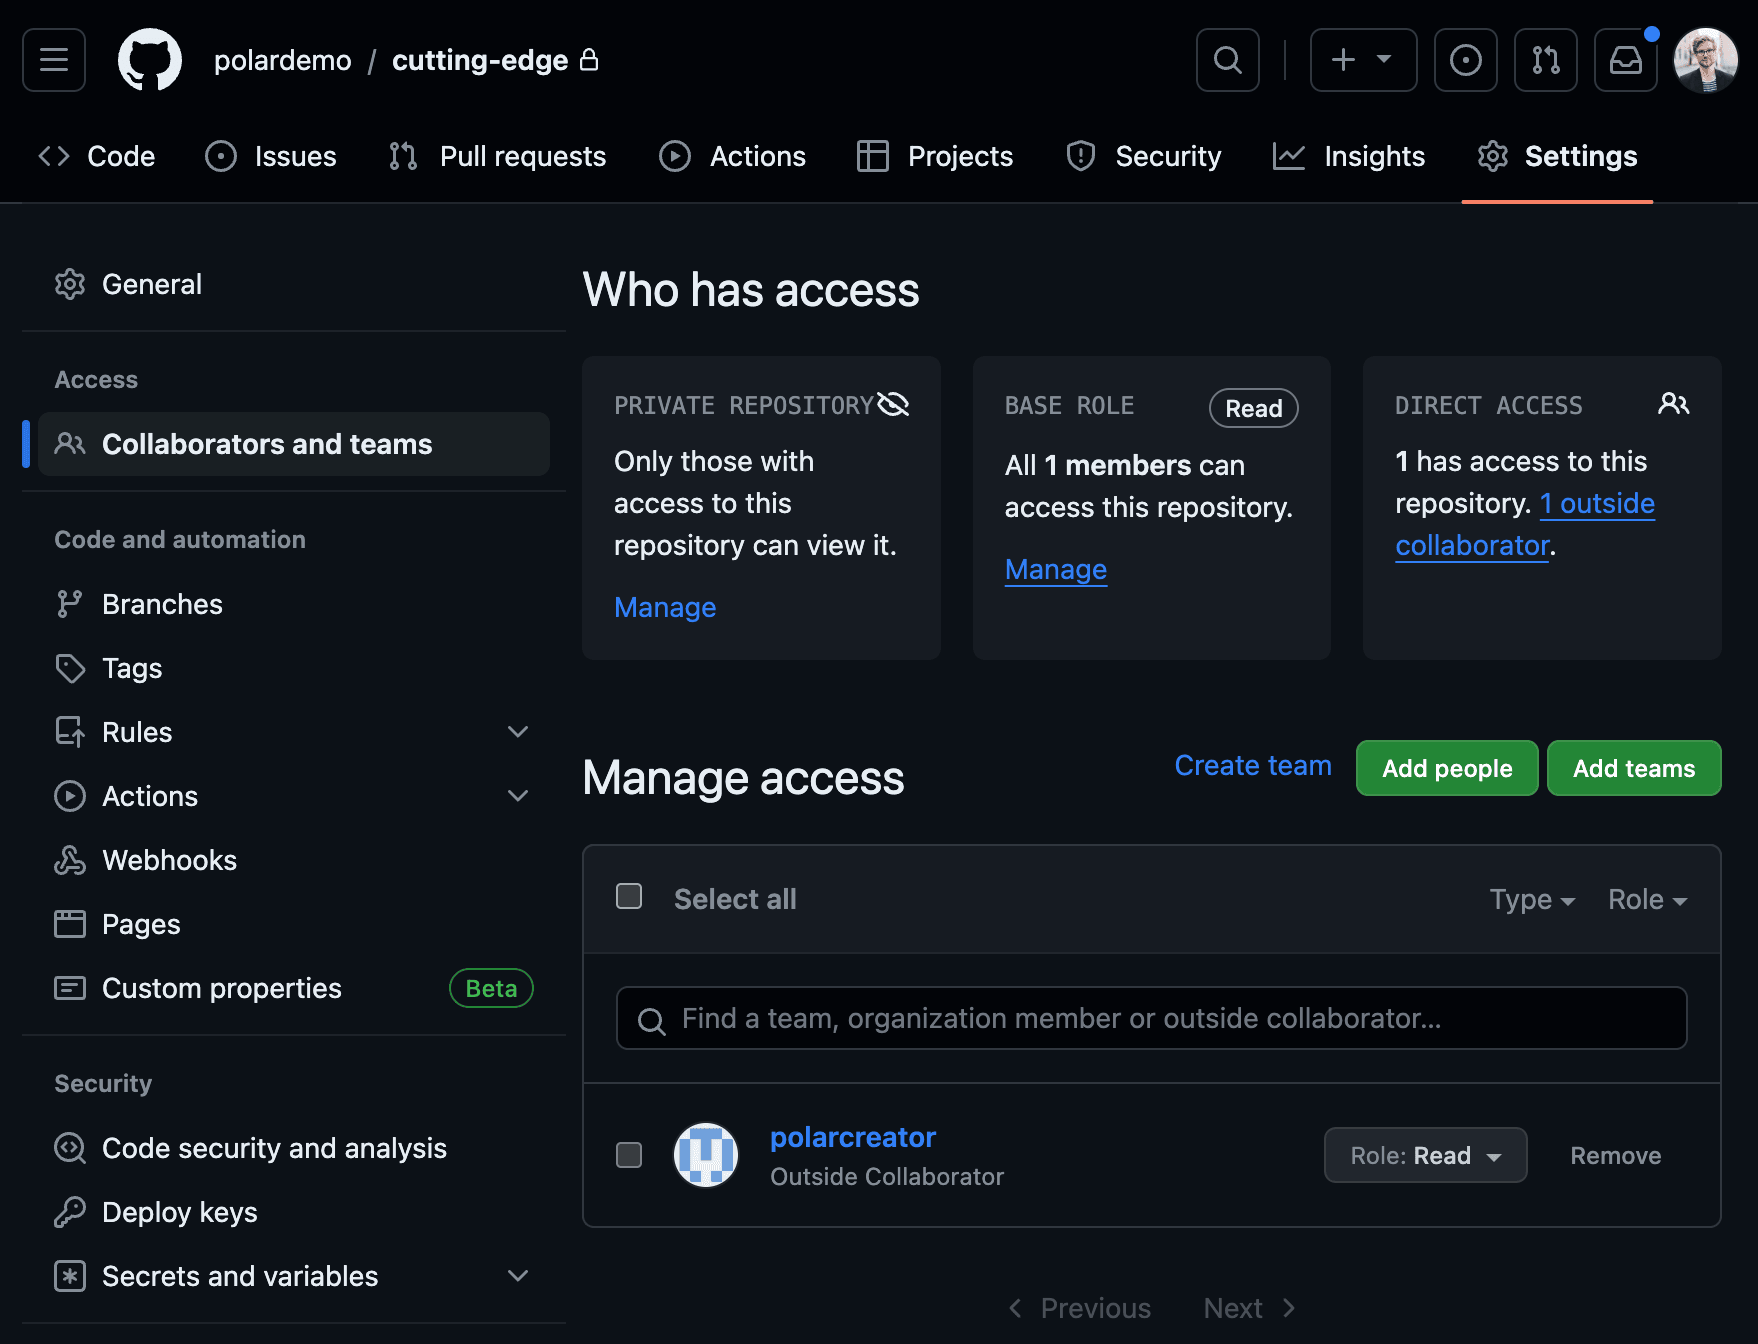 polardemo / cutting-edge
Code Issues Pull requests Actions Projects Security Insights Settings
General
Access
Collaborators and teams
Code and automation
Branches
Tags
Rules
Actions
Webhooks
Pages
Custom properties Beta
Security
Code security and analysis
Deploy keys
Secrets and variables
Who has access
PRIVATE REPOSITORY
Only those with
access to this
repository can view it.
Manage
BASE ROLE Read
All 1 members can
access this repository.
Manage
DIRECT ACCESS
1 has access to this
repository. 1 outside
collaborator.
Manage access
Create team Add people Add teams
Select all Type Role
Find a team, organization member or outside collaborator...
polarcreator
Outside Collaborator
Role: Read Remove
Previous Next